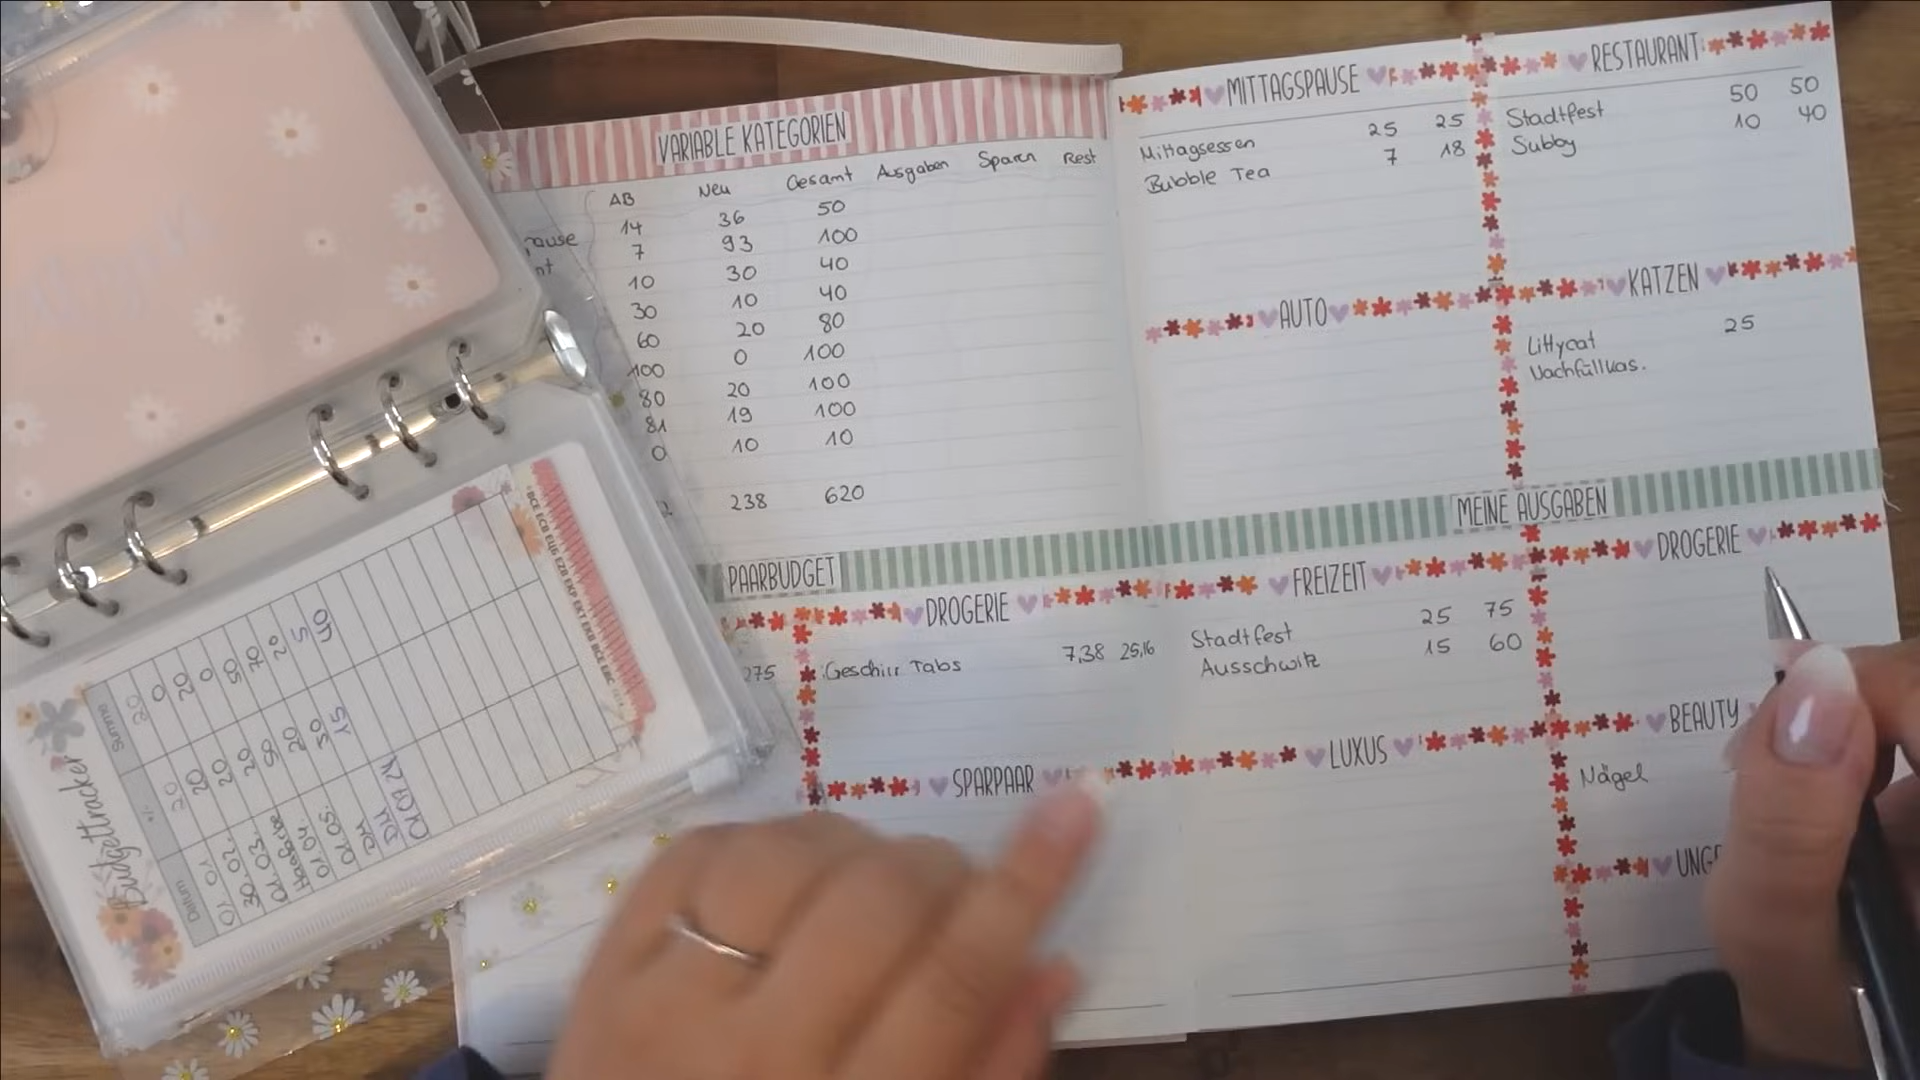 VARIABLE KATEGORIEN
AB Neu Gesamt Ausgaben Sparen Rest
14 36 50
7 93 100
10 30 40
30 10 40
60 20 80
100 0 100
80 20 100
81 19 100
0 10 10
238 620
MITTAGSPAUSE
Mittagsessen 25 25
Bubble Tea 7 18
RESTAURANT
Stadtfest 50 50
Subby 10 40
AUTO
KATZEN
Littycat 25
Nachfüllkas.
MEINE AUSGABEN
PAARBUDGET
275
DROGERIE
Geschirr Tabs 7,38 25,16
FREIZEIT
Stadtfest 25 75
Ausschwitz 15 60
DROGERIE
SPARPAAR
LUXUS
BEAUTY
Nägel
Budgettracker
Datum +/- Summe
01.01. 20 20
30.02. 20 0
01.03. 20 20
20 0
01.04. 50 50
01.05. 20 70
DM 50 20
DM 15 5
40